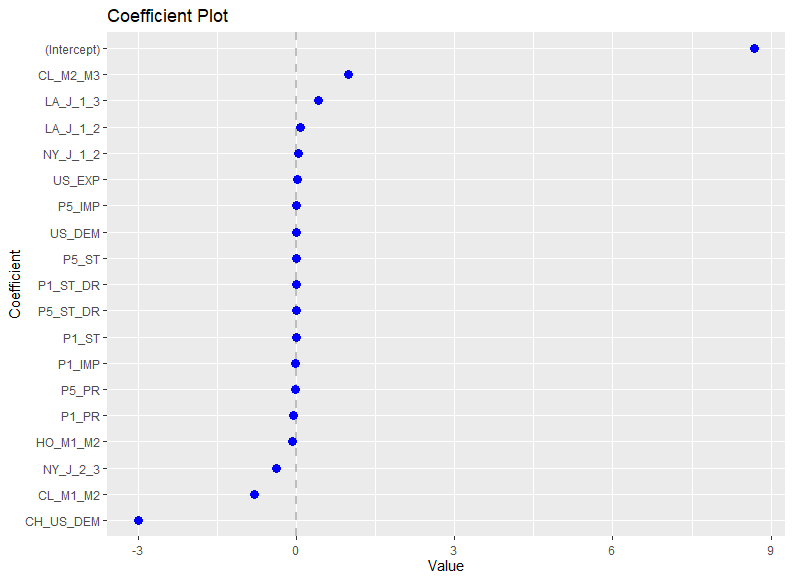 Coefficient Plot
(Intercept)
CL_M2_M3
LA_J_1_3
LA_J_1_2
NY_J_1_2
US_EXP
P5_IMP
US_DEM
P5_ST
P1_ST_DR
P5_ST_DR
P1_ST
P1_IMP
P5_PR
P1_PR
HO_M1_M2
NY_J_2_3
CL_M1_M2
CH_US_DEM
Coefficient
-3 0 3 6 9
Value